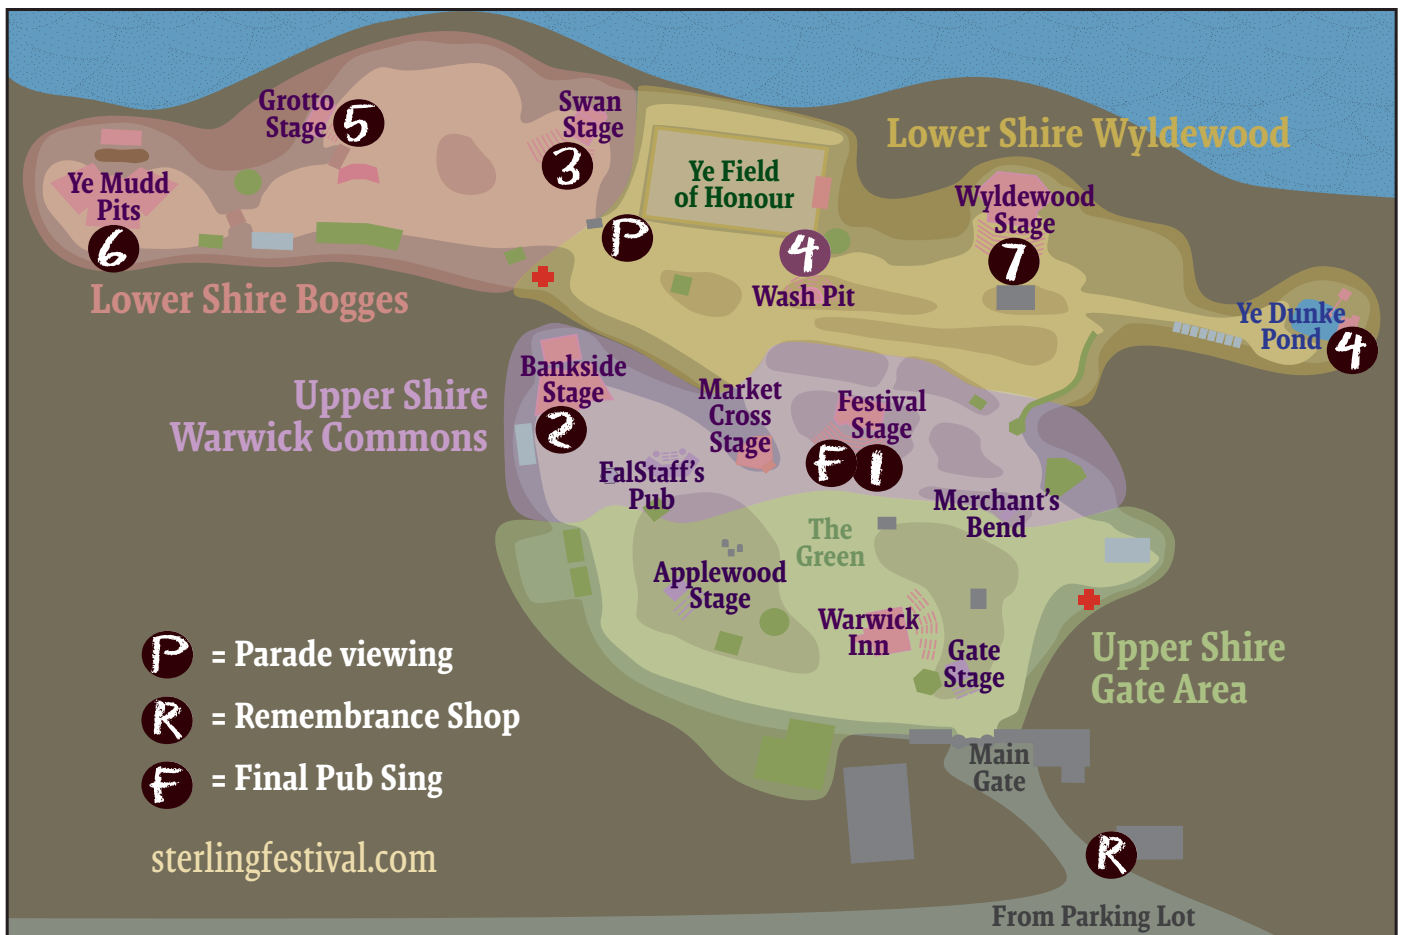 Grotto
Stage
5
Swan
Stage
3
Ye Field
of Honour
Lower Shire Wyldewood
Ye Mudd
Pits
6
P
4
Wash Pit
Wyldewood
Stage
7
Lower Shire Bogges
Ye Dunke
Pond
4
Upper Shire
Warwick Commons
Bankside
Stage
2
Market
Cross
Stage
Festival
Stage
F
1
FalStaff's
Pub
Merchant's
Bend
The
Green
Applewood
Stage
Warwick
Inn
Gate
Stage
Upper Shire
Gate Area
P = Parade viewing
R = Remembrance Shop
F = Final Pub Sing
Main
Gate
sterlingfestival.com
R
From Parking Lot